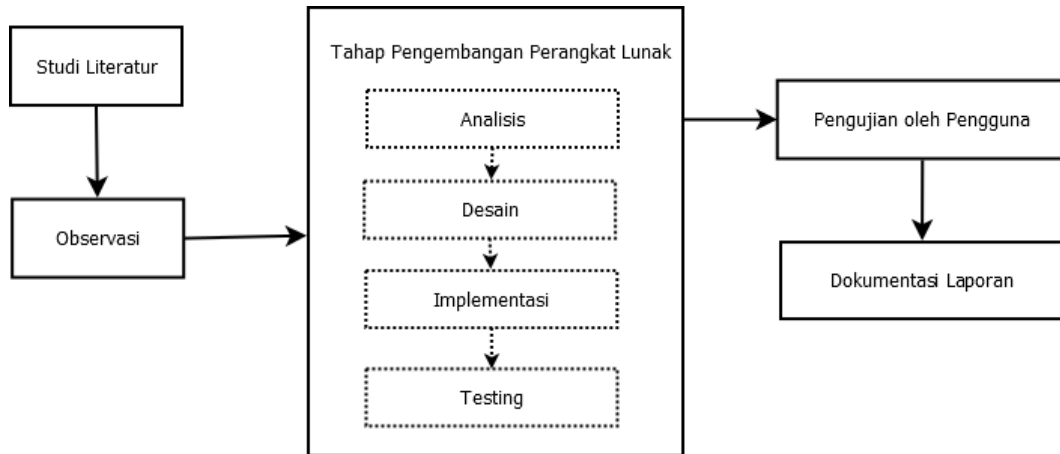 Studi Literatur
Observasi
Tahap Pengembangan Perangkat Lunak
Analisis
Desain
Implementasi
Testing
Pengujian oleh Pengguna
Dokumentasi Laporan